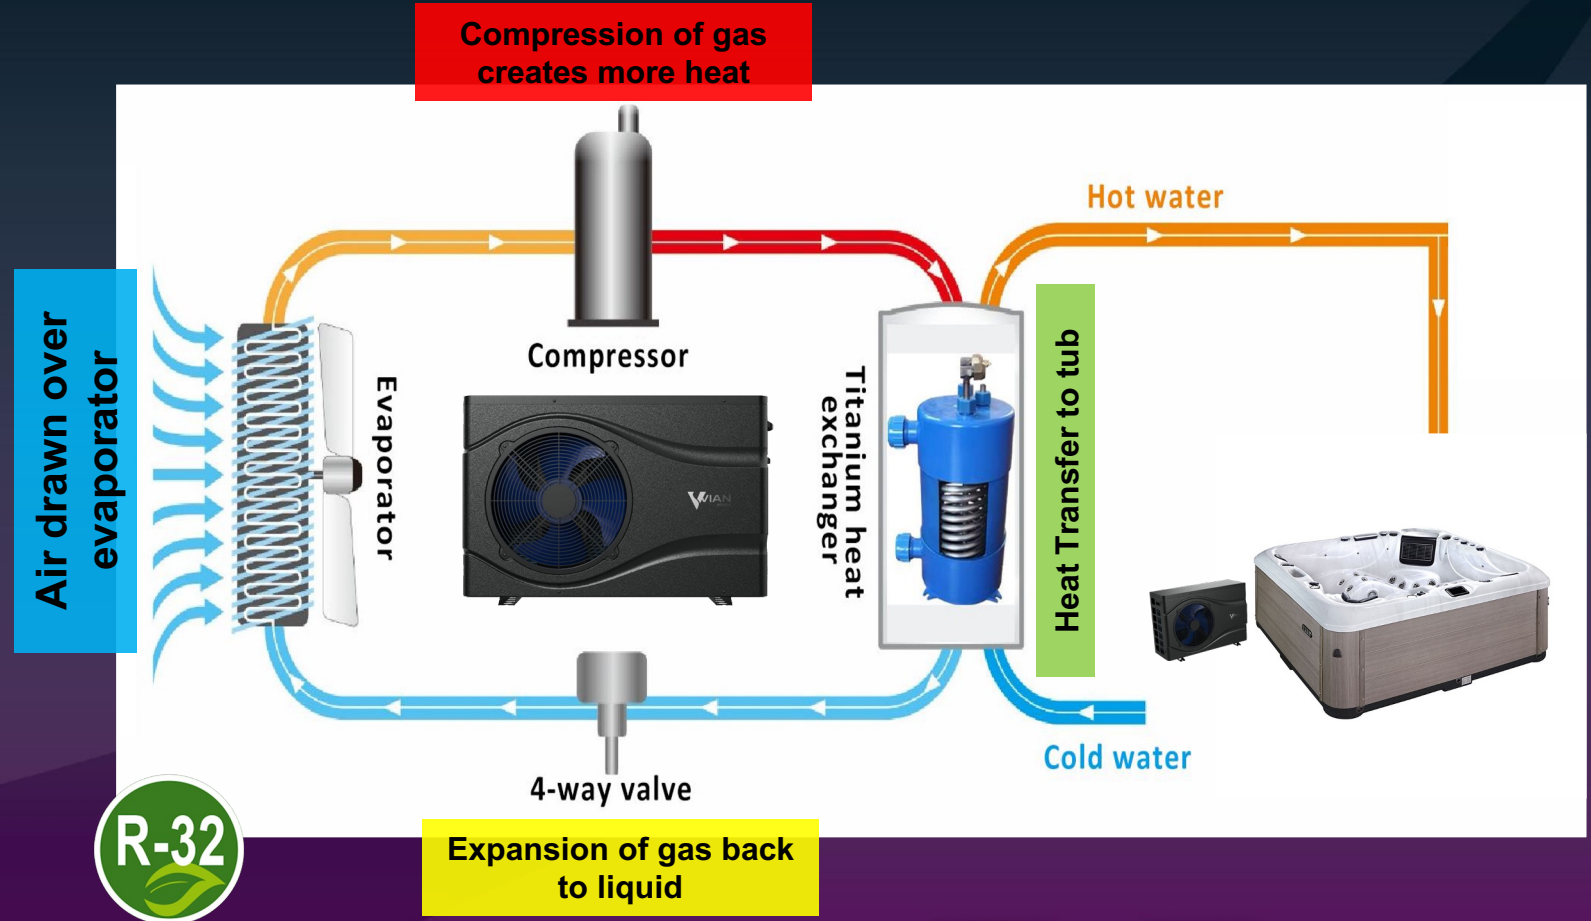 Compression of gas
creates more heat
Hot water
Air drawn over
evaporator
Compressor
Evaporator
Titanium heat
exchanger
Heat Transfer to tub
VIAN
Cold water
4-way valve
R-32
Expansion of gas back
to liquid